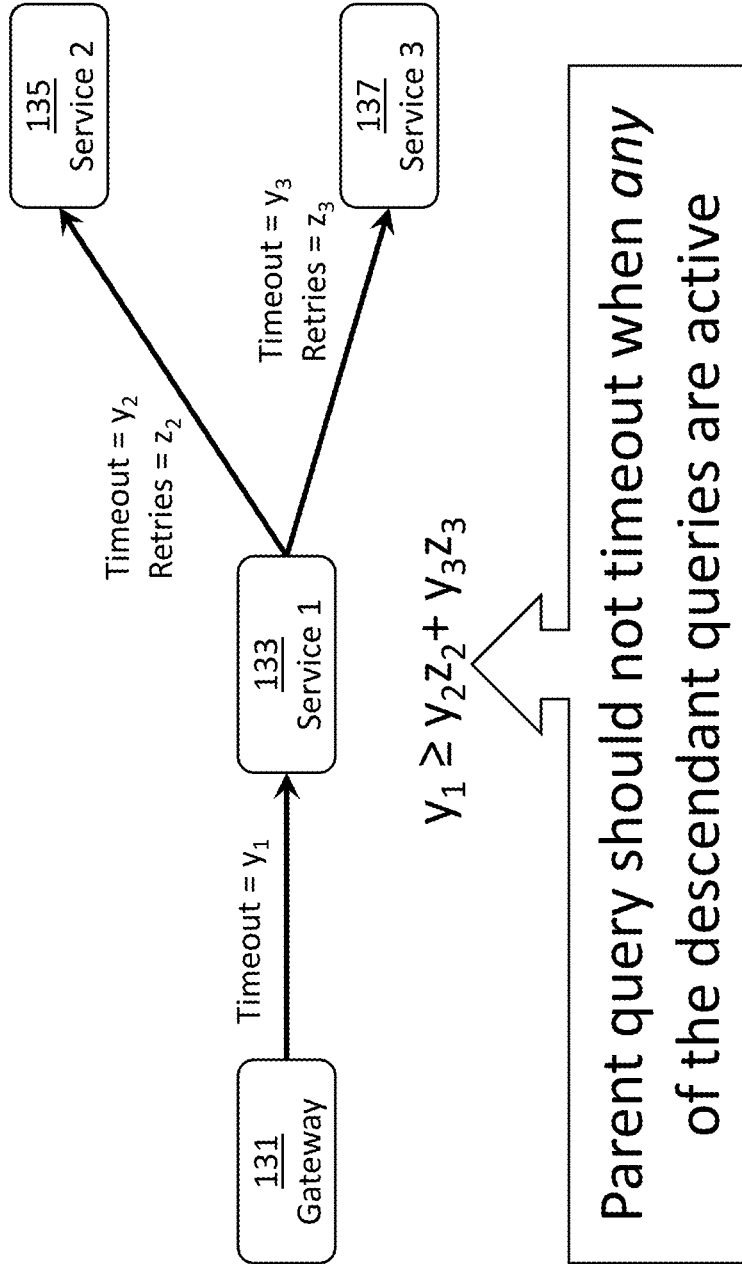 131
Gateway
Timeout = y₁
133
Service 1
Timeout = y₂
Retries = z₂
135
Service 2
Timeout = y₃
Retries = z₃
137
Service 3
y₁ ≥ y₂z₂ + y₃z₃
Parent query should not timeout when any
of the descendant queries are active